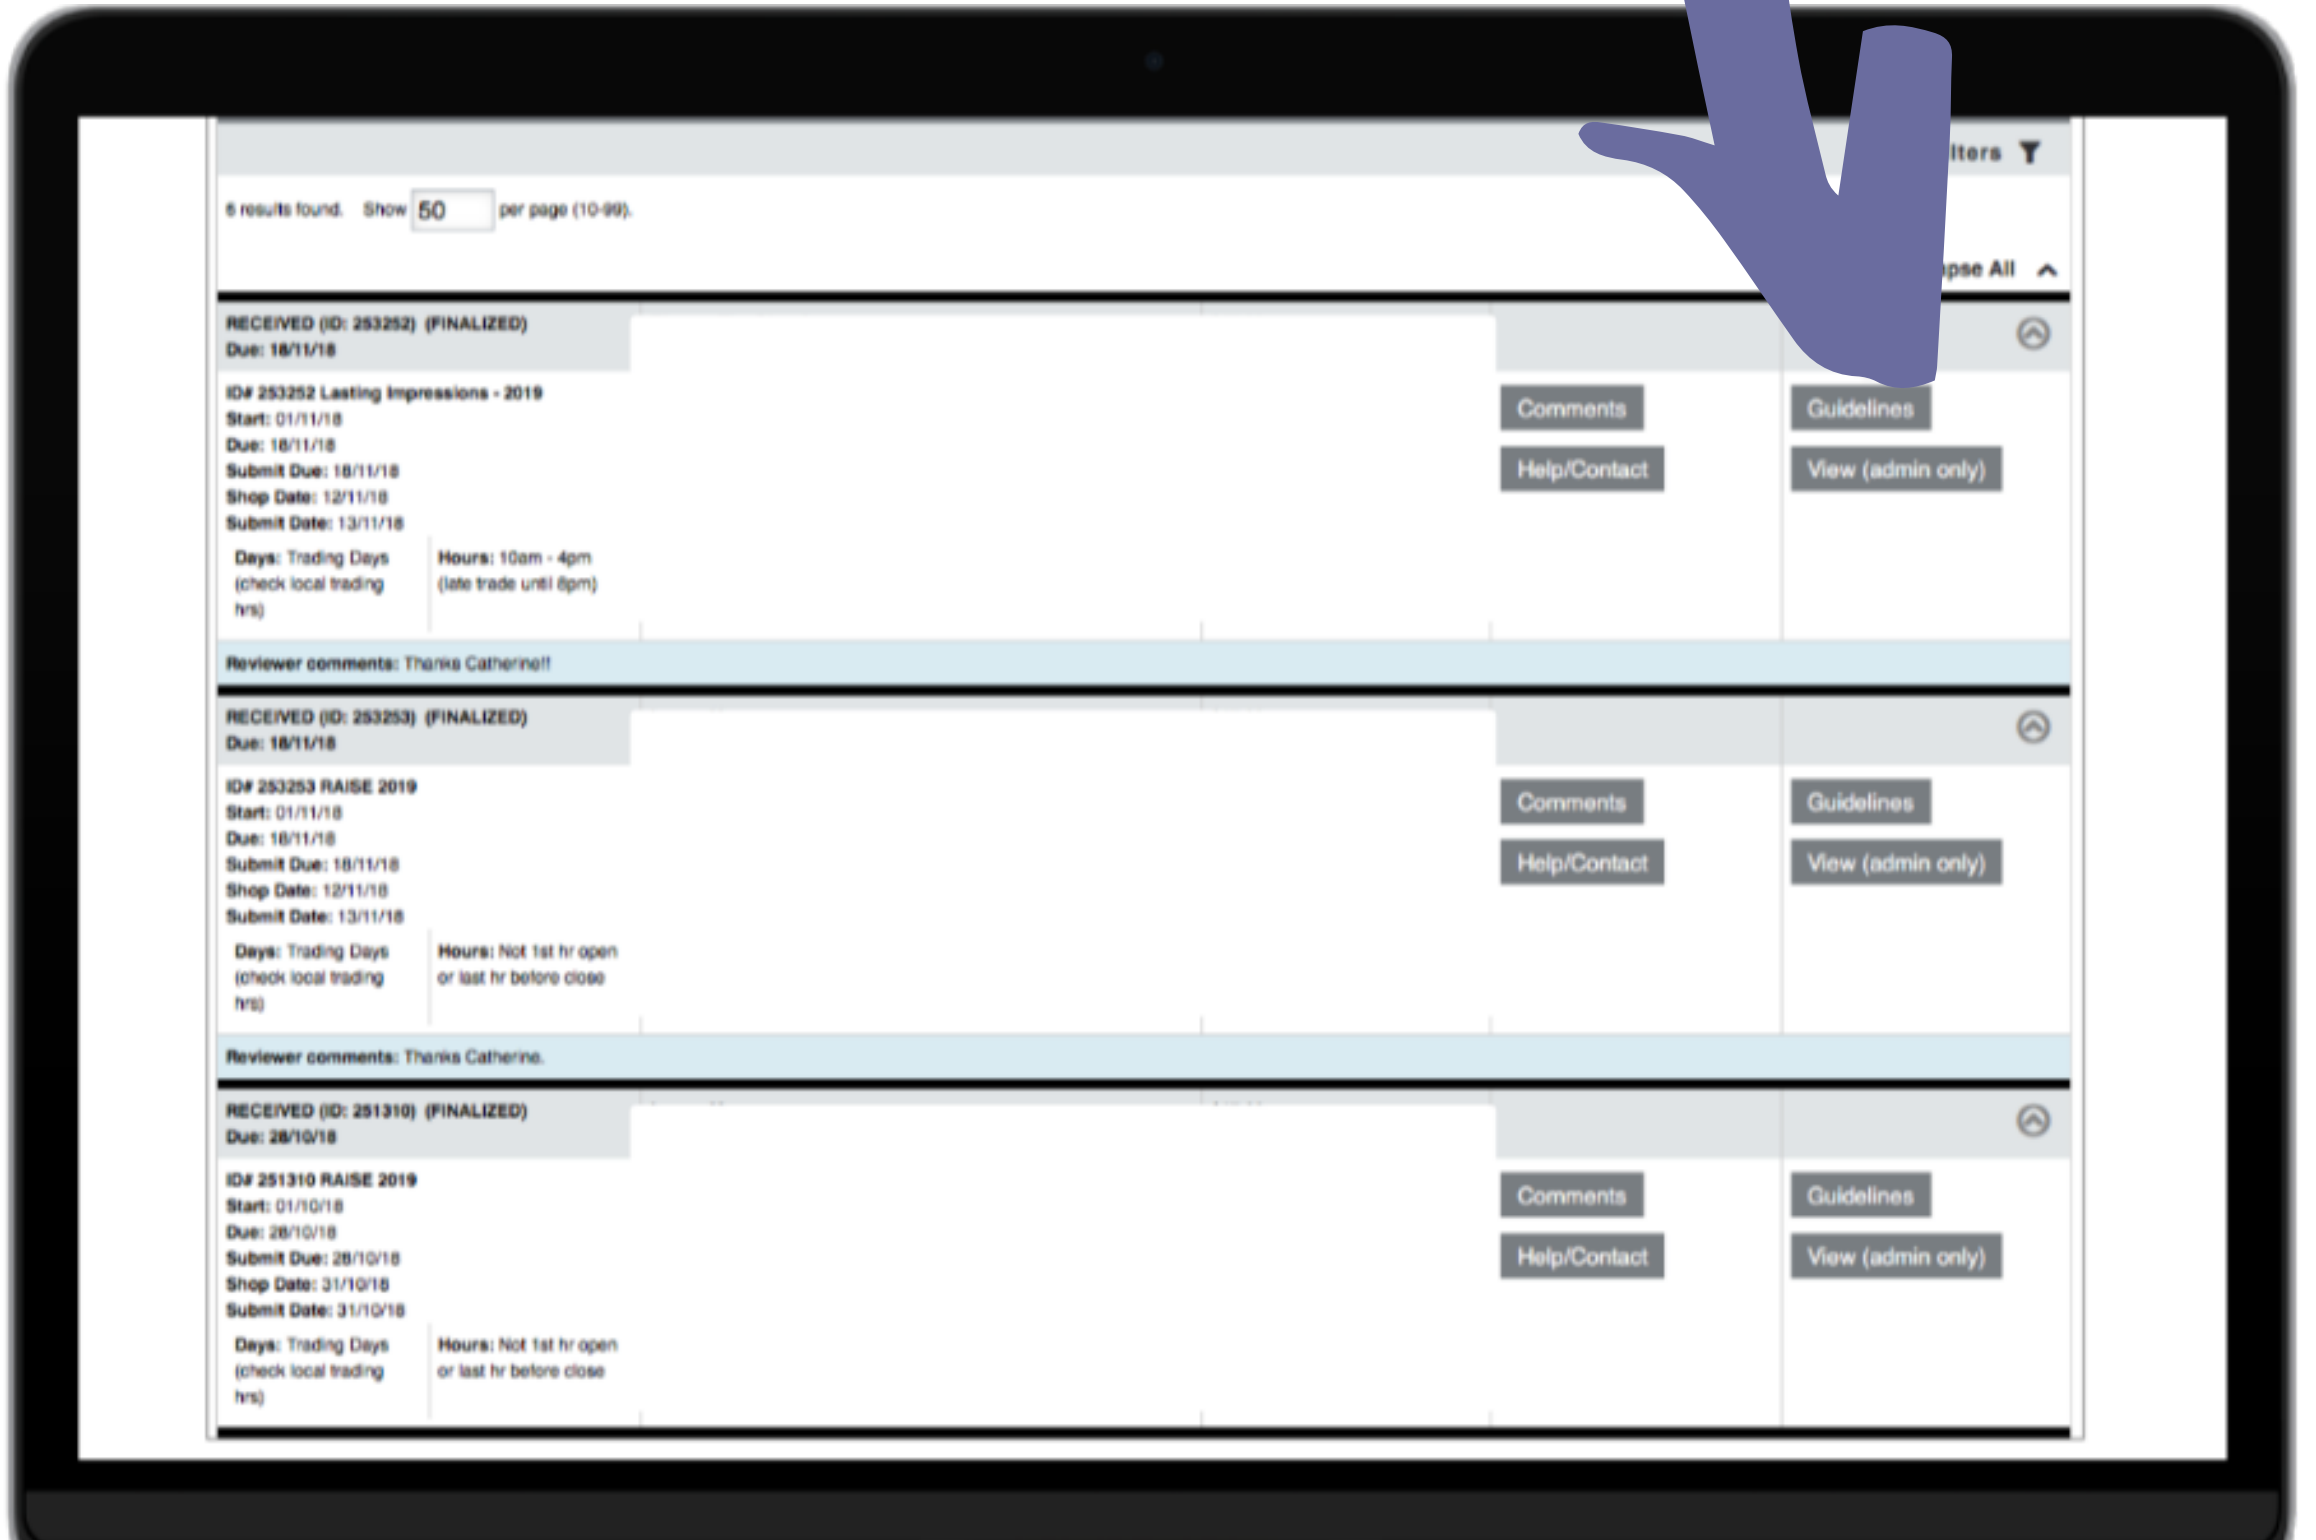 lters
6 results found. Show 50 per page (10-99).
pse All
RECEIVED (ID: 253252) (FINALIZED)
Due: 18/11/18
ID# 253252 Lasting Impressions - 2019
Start: 01/11/18
Due: 18/11/18
Submit Due: 18/11/18
Shop Date: 12/11/18
Submit Date: 13/11/18
Days: Trading Days
(check local trading
hrs)
Hours: 10am - 4pm
(late trade until 8pm)
Comments
Help/Contact
Guidelines
View (admin only)
Reviewer comments: Thanks Catherine!!
RECEIVED (ID: 253253) (FINALIZED)
Due: 18/11/18
ID# 253253 RAISE 2019
Start: 01/11/18
Due: 18/11/18
Submit Due: 18/11/18
Shop Date: 12/11/18
Submit Date: 13/11/18
Days: Trading Days
(check local trading
hrs)
Hours: Not 1st hr open
or last hr before close
Comments
Help/Contact
Guidelines
View (admin only)
Reviewer comments: Thanks Catherine.
RECEIVED (ID: 251310) (FINALIZED)
Due: 28/10/18
ID# 251310 RAISE 2019
Start: 01/10/18
Due: 28/10/18
Submit Due: 28/10/18
Shop Date: 31/10/18
Submit Date: 31/10/18
Days: Trading Days
(check local trading
hrs)
Hours: Not 1st hr open
or last hr before close
Comments
Help/Contact
Guidelines
View (admin only)